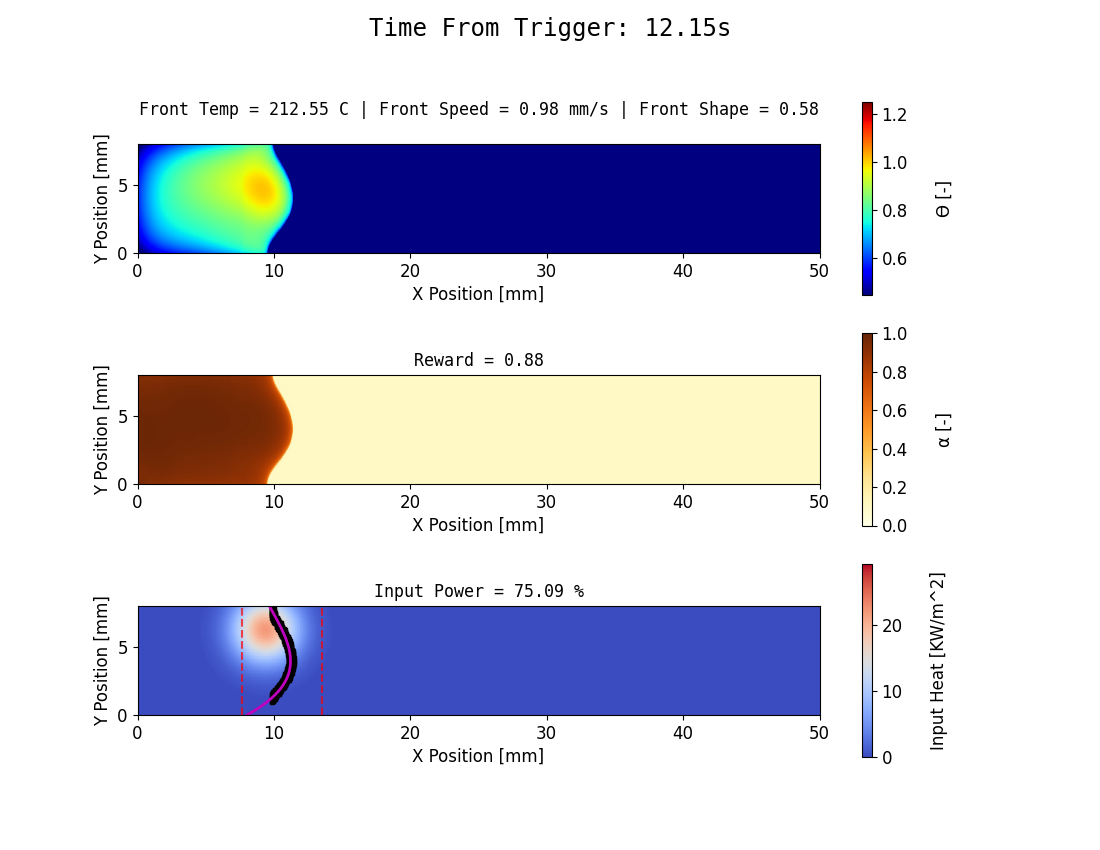 Time From Trigger: 12.15s
Front Temp = 212.55 C | Front Speed = 0.98 mm/s | Front Shape = 0.58
Y Position [mm]
5
0
0 10 20 30 40 50
X Position [mm]
1.2
1.0
0.8
0.6
Θ [-]
Reward = 0.88
Y Position [mm]
5
0
0 10 20 30 40 50
X Position [mm]
1.0
0.8
0.6
0.4
0.2
0.0
α [-]
Input Power = 75.09 %
Y Position [mm]
5
0
0 10 20 30 40 50
X Position [mm]
20
10
0
Input Heat [KW/m^2]